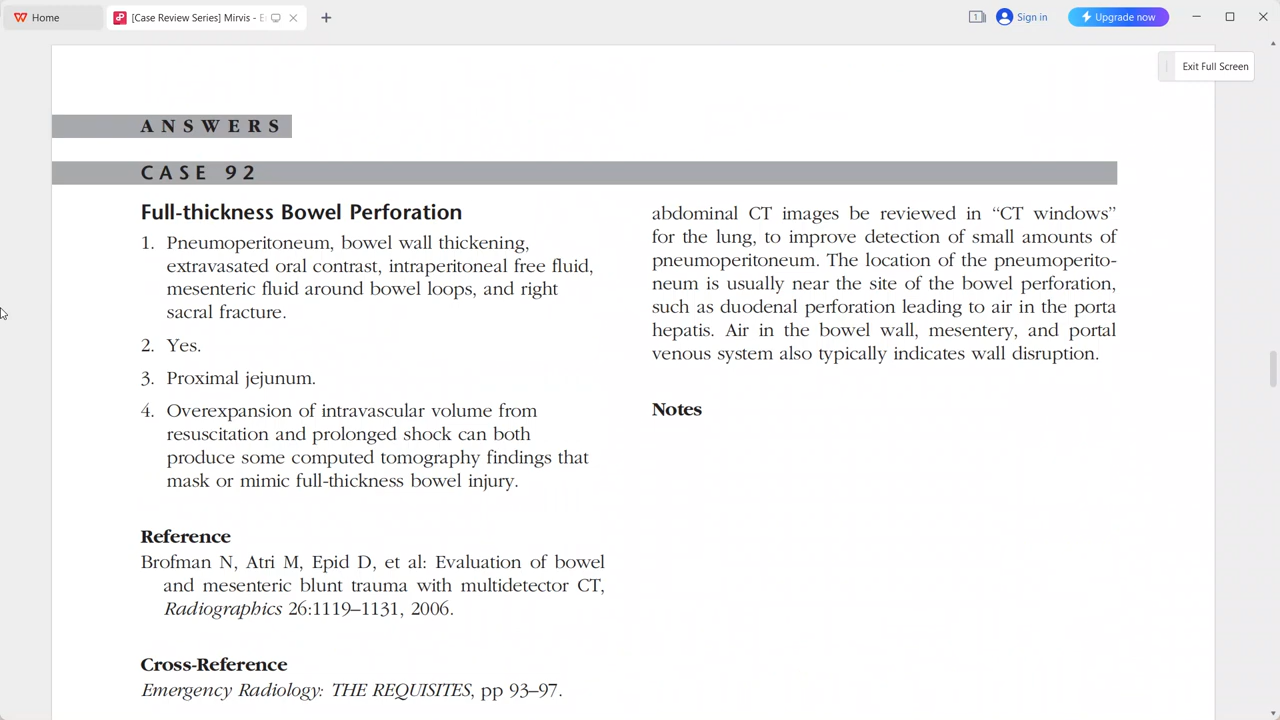 Home
[Case Review Series] Mirvis - E
1
Sign in
Upgrade now
Exit Full Screen
ANSWERS
CASE 92
Full-thickness Bowel Perforation
1. Pneumoperitoneum, bowel wall thickening,
extravasated oral contrast, intraperitoneal free fluid,
mesenteric fluid around bowel loops, and right
sacral fracture.
2. Yes.
3. Proximal jejunum.
4. Overexpansion of intravascular volume from
resuscitation and prolonged shock can both
produce some computed tomography findings that
mask or mimic full-thickness bowel injury.
Reference
Brofman N, Atri M, Epid D, et al: Evaluation of bowel
and mesenteric blunt trauma with multidetector CT,
Radiographics 26:1119–1131, 2006.
Cross-Reference
Emergency Radiology: THE REQUISITES, pp 93–97.
abdominal CT images be reviewed in “CT windows”
for the lung, to improve detection of small amounts of
pneumoperitoneum. The location of the pneumoperito-
neum is usually near the site of the bowel perforation,
such as duodenal perforation leading to air in the porta
hepatis. Air in the bowel wall, mesentery, and portal
venous system also typically indicates wall disruption.
Notes